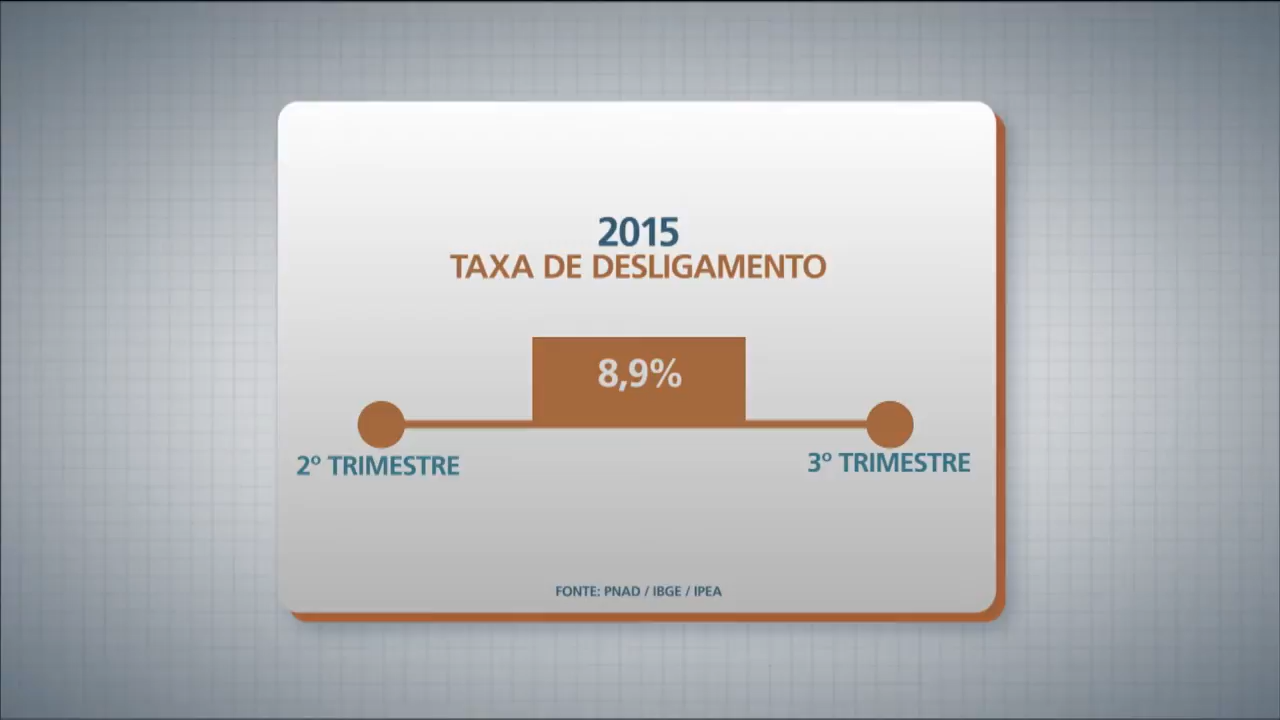 2015
TAXA DE DESLIGAMENTO
8,9%
2º TRIMESTRE
3º TRIMESTRE
FONTE: PNAD / IBGE / IPEA